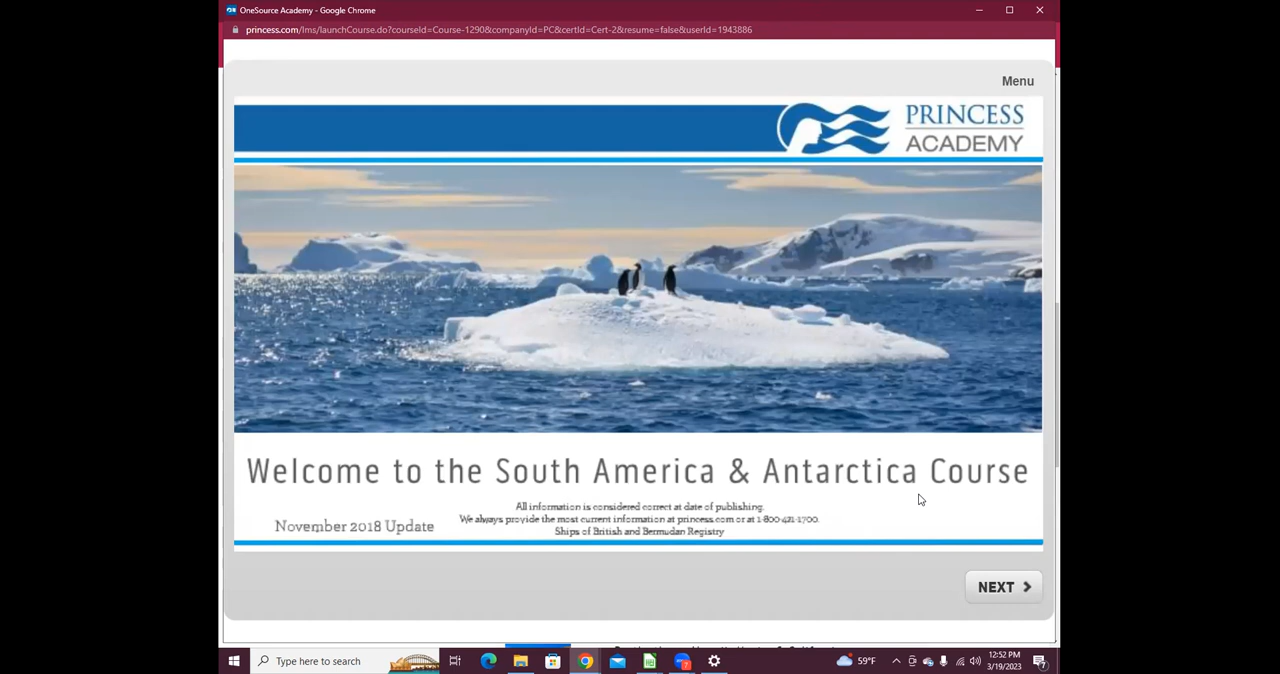 OneSource Academy - Google Chrome
princess.com/lms/launchCourse.do?courseId=Course-1290&companyId=PC&certId=Cert-2&resume=false&userId=1943886
Menu
PRINCESS
ACADEMY
Welcome to the South America & Antarctica Course
All information is considered correct at date of publishing.
November 2018 Update
We always provide the most current information at princess.com or at 1-800-421-1700.
Ships of British and Bermudan Registry
NEXT
Type here to search
59°F
12:52 PM
3/19/2023